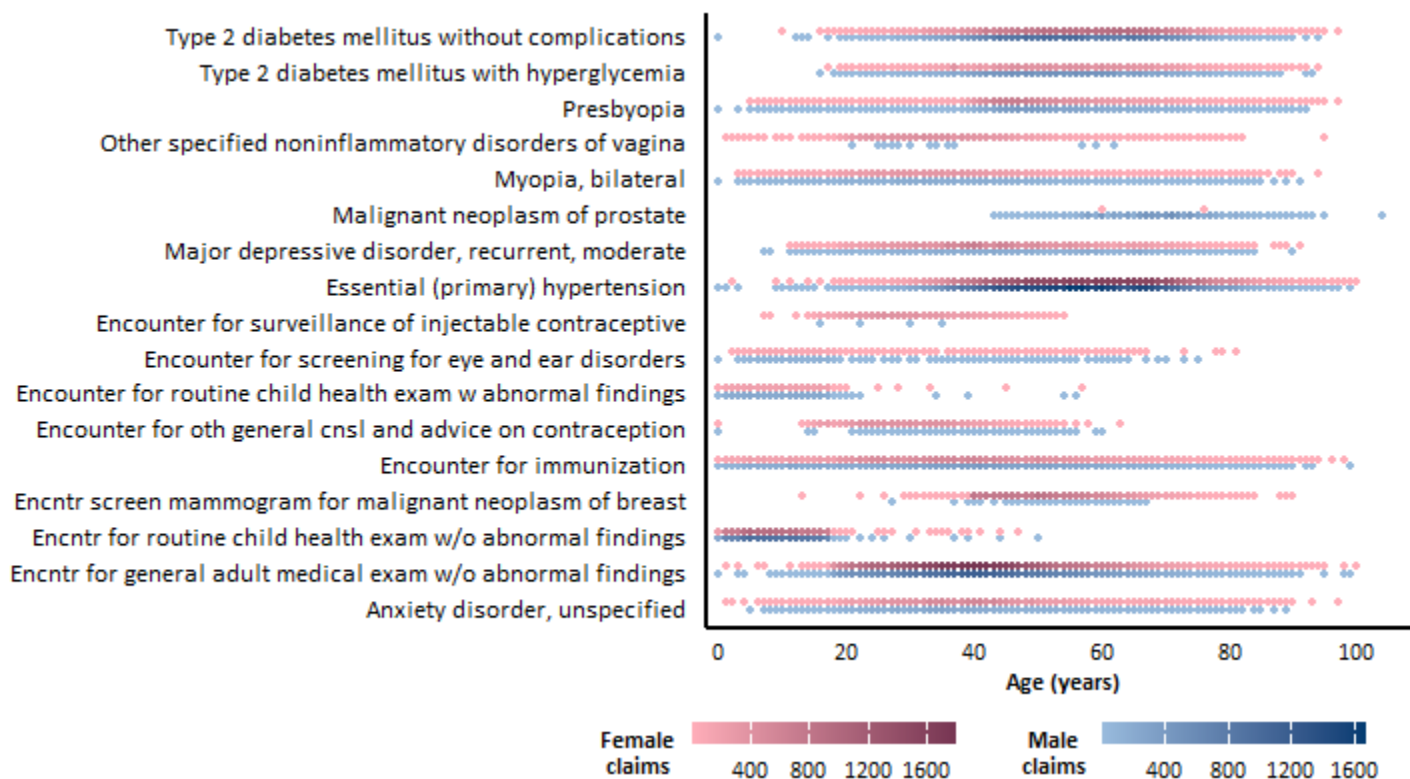 Type 2 diabetes mellitus without complications
Type 2 diabetes mellitus with hyperglycemia
Presbyopia
Other specified noninflammatory disorders of vagina
Myopia, bilateral
Malignant neoplasm of prostate
Major depressive disorder, recurrent, moderate
Essential (primary) hypertension
Encounter for surveillance of injectable contraceptive
Encounter for screening for eye and ear disorders
Encounter for routine child health exam w abnormal findings
Encounter for oth general cnsl and advice on contraception
Encounter for immunization
Encntr screen mammogram for malignant neoplasm of breast
Encntr for routine child health exam w/o abnormal findings
Encntr for general adult medical exam w/o abnormal findings
Anxiety disorder, unspecified
0 20 40 60 80 100
Age (years)
Female claims
400 800 1200 1600
Male claims
400 800 1200 1600